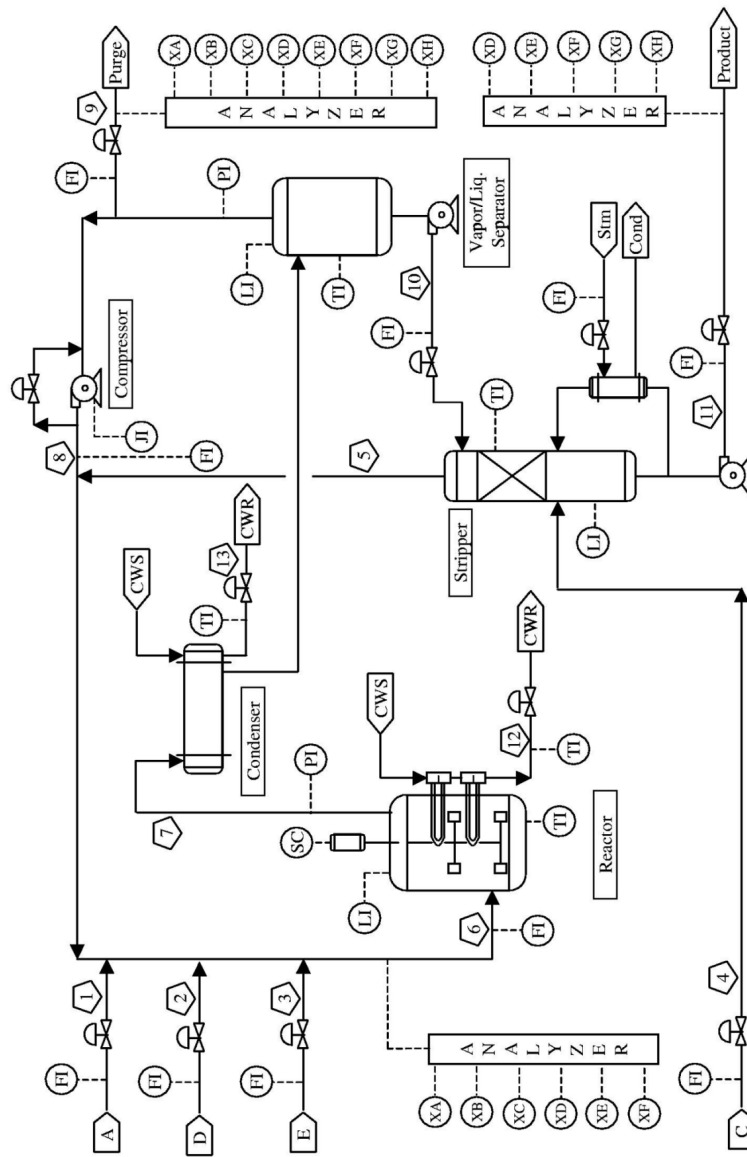 A
FI
1
D
FI
2
E
FI
3
C
FI
4
XA
XB
XC
XD
XE
XF
ANALYZER
6
FI
LI
SC
TI
PI
7
Reactor
CWS
12
TI
CWR
Condenser
CWS
TI
13
CWR
5
8
FI
JI
Compressor
LI
TI
PI
Vapor/Liq.
Separator
10
FI
Stripper
TI
LI
FI
Stm
Cond
FI
9
Purge
ANALYZER
XA
XB
XC
XD
XE
XF
XG
XH
ANALYZER
XD
XE
XF
XG
XH
11
FI
Product